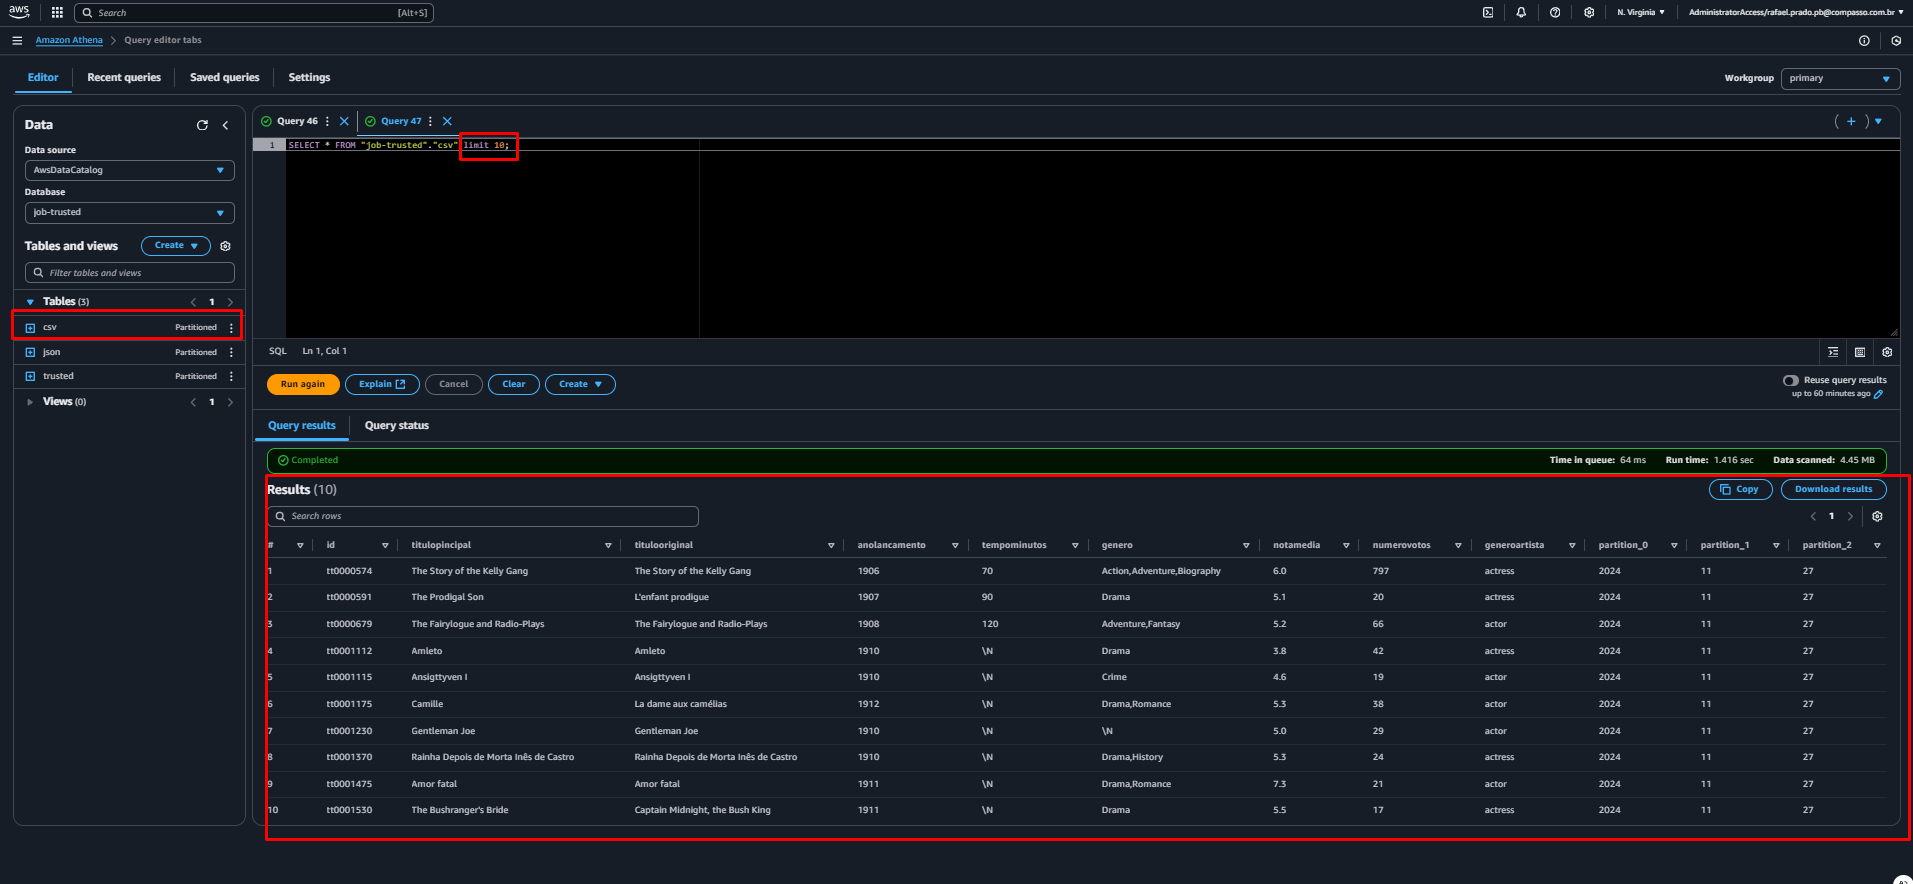 aws Search [Alt+S] N. Virginia AdministratorAccess/rafael.prado.pb@compasso.com.br
Amazon Athena Query editor tabs
Editor Recent queries Saved queries Settings Workgroup primary
Data
Data source
AwsDataCatalog
Database
job-trusted
Tables and views Create
Filter tables and views
Tables (3) 1
csv Partitioned
json Partitioned
trusted Partitioned
Views (0) 1
Query 46 Query 47
1 SELECT * FROM "job-trusted"."csv" limit 10;
SQL Ln 1, Col 1
Run again Explain Cancel Clear Create
Reuse query results
up to 60 minutes ago
Query results Query status
Completed Time in queue: 64 ms Run time: 1.416 sec Data scanned: 4.45 MB
Results (10) Copy Download results
Search rows 1
# id titulopincipal titulooriginal anolancamento tempominutos genero notamedia numerovotos generoartista partition_0 partition_1 partition_2
1 tt0000574 The Story of the Kelly Gang The Story of the Kelly Gang 1906 70 Action,Adventure,Biography 6.0 797 actress 2024 11 27
2 tt0000591 The Prodigal Son L'enfant prodigue 1907 90 Drama 5.1 20 actress 2024 11 27
3 tt0000679 The Fairylogue and Radio-Plays The Fairylogue and Radio-Plays 1908 120 Adventure,Fantasy 5.2 66 actor 2024 11 27
4 tt0001112 Amleto Amleto 1910 \N Drama 3.8 42 actress 2024 11 27
5 tt0001115 Ansigttyven I Ansigttyven I 1910 \N Crime 4.6 19 actor 2024 11 27
6 tt0001175 Camille La dame aux camélias 1912 \N Drama,Romance 5.3 38 actor 2024 11 27
7 tt0001230 Gentleman Joe Gentleman Joe 1910 \N \N 5.0 29 actor 2024 11 27
8 tt0001370 Rainha Depois de Morta Inês de Castro Rainha Depois de Morta Inês de Castro 1910 \N Drama,History 5.3 24 actress 2024 11 27
9 tt0001475 Amor fatal Amor fatal 1911 \N Drama,Romance 7.3 21 actor 2024 11 27
10 tt0001530 The Bushranger's Bride Captain Midnight, the Bush King 1911 \N Drama 5.5 17 actress 2024 11 27